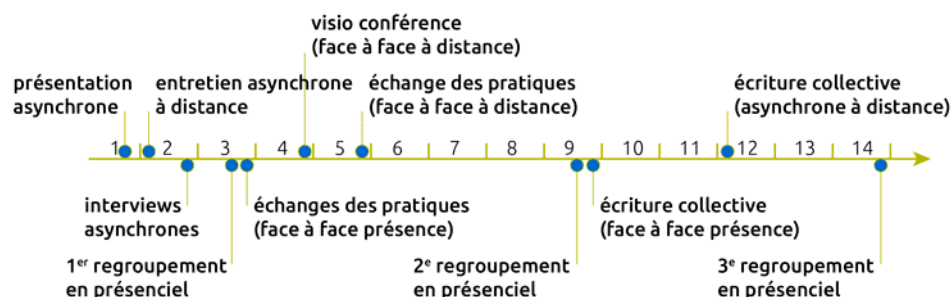 visio conférence
(face à face à distance)
présentation
asynchrone
entretien asynchrone
à distance
échange des pratiques
(face à face à distance)
écriture collective
(asynchrone à distance)
1 2 3 4 5 6 7 8 9 10 11 12 13 14
interviews
asynchrones
échanges des pratiques
(face à face présence)
écriture collective
(face à face présence)
1er regroupement
en présenciel
2e regroupement
en présenciel
3e regroupement
en présenciel